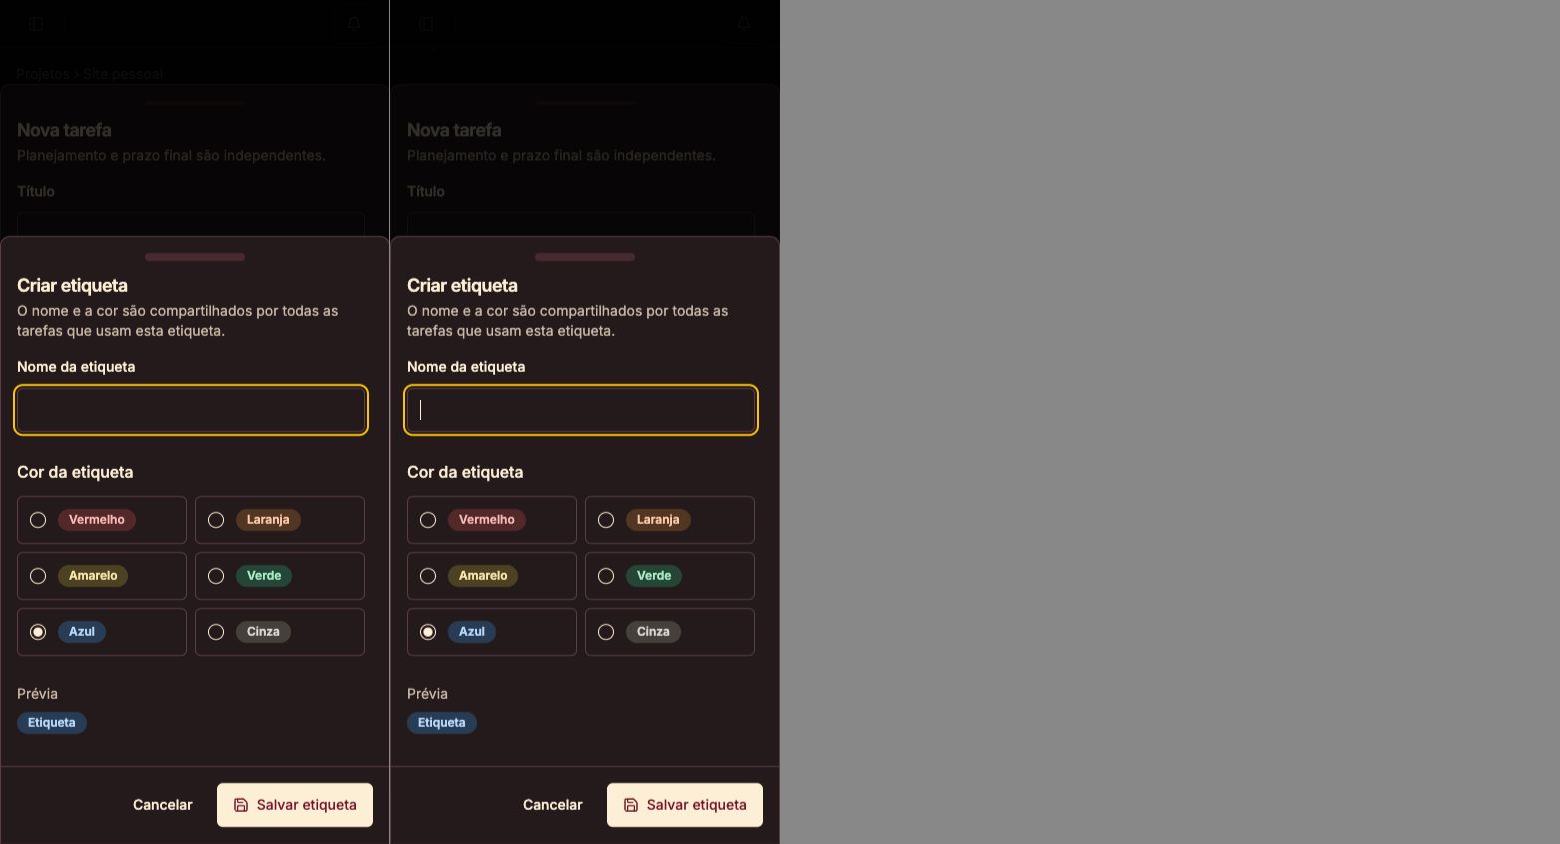 Projetos › Site pessoal
Nova tarefa
Planejamento e prazo final são independentes.
Título
Criar etiqueta
O nome e a cor são compartilhados por todas as
tarefas que usam esta etiqueta.
Nome da etiqueta
Cor da etiqueta
Vermelho
Laranja
Amarelo
Verde
Azul
Cinza
Prévia
Etiqueta
Cancelar
Salvar etiqueta
Nova tarefa
Planejamento e prazo final são independentes.
Título
Criar etiqueta
O nome e a cor são compartilhados por todas as
tarefas que usam esta etiqueta.
Nome da etiqueta
Cor da etiqueta
Vermelho
Laranja
Amarelo
Verde
Azul
Cinza
Prévia
Etiqueta
Cancelar
Salvar etiqueta